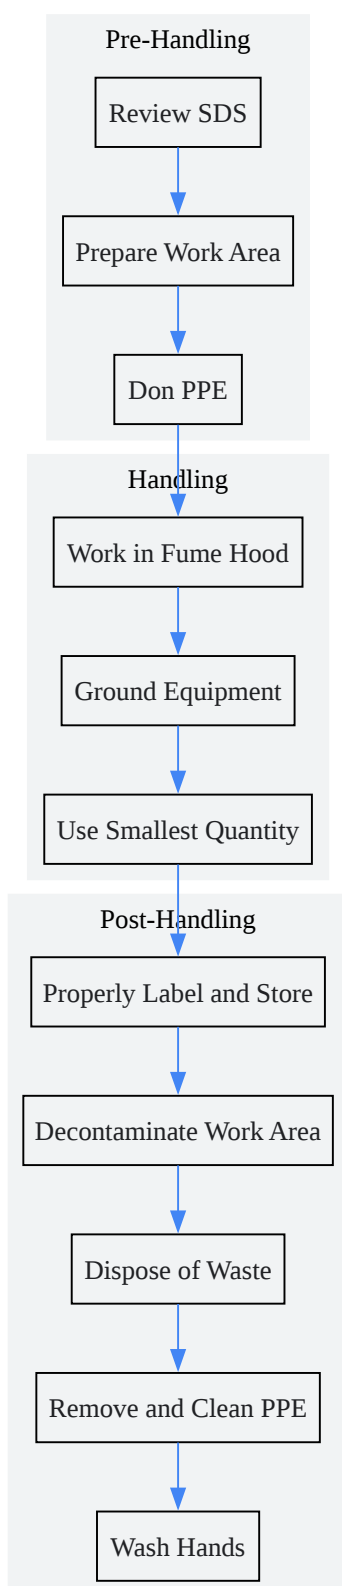 Pre-Handling
Review SDS
Prepare Work Area
Don PPE
Handling
Work in Fume Hood
Ground Equipment
Use Smallest Quantity
Post-Handling
Properly Label and Store
Decontaminate Work Area
Dispose of Waste
Remove and Clean PPE
Wash Hands